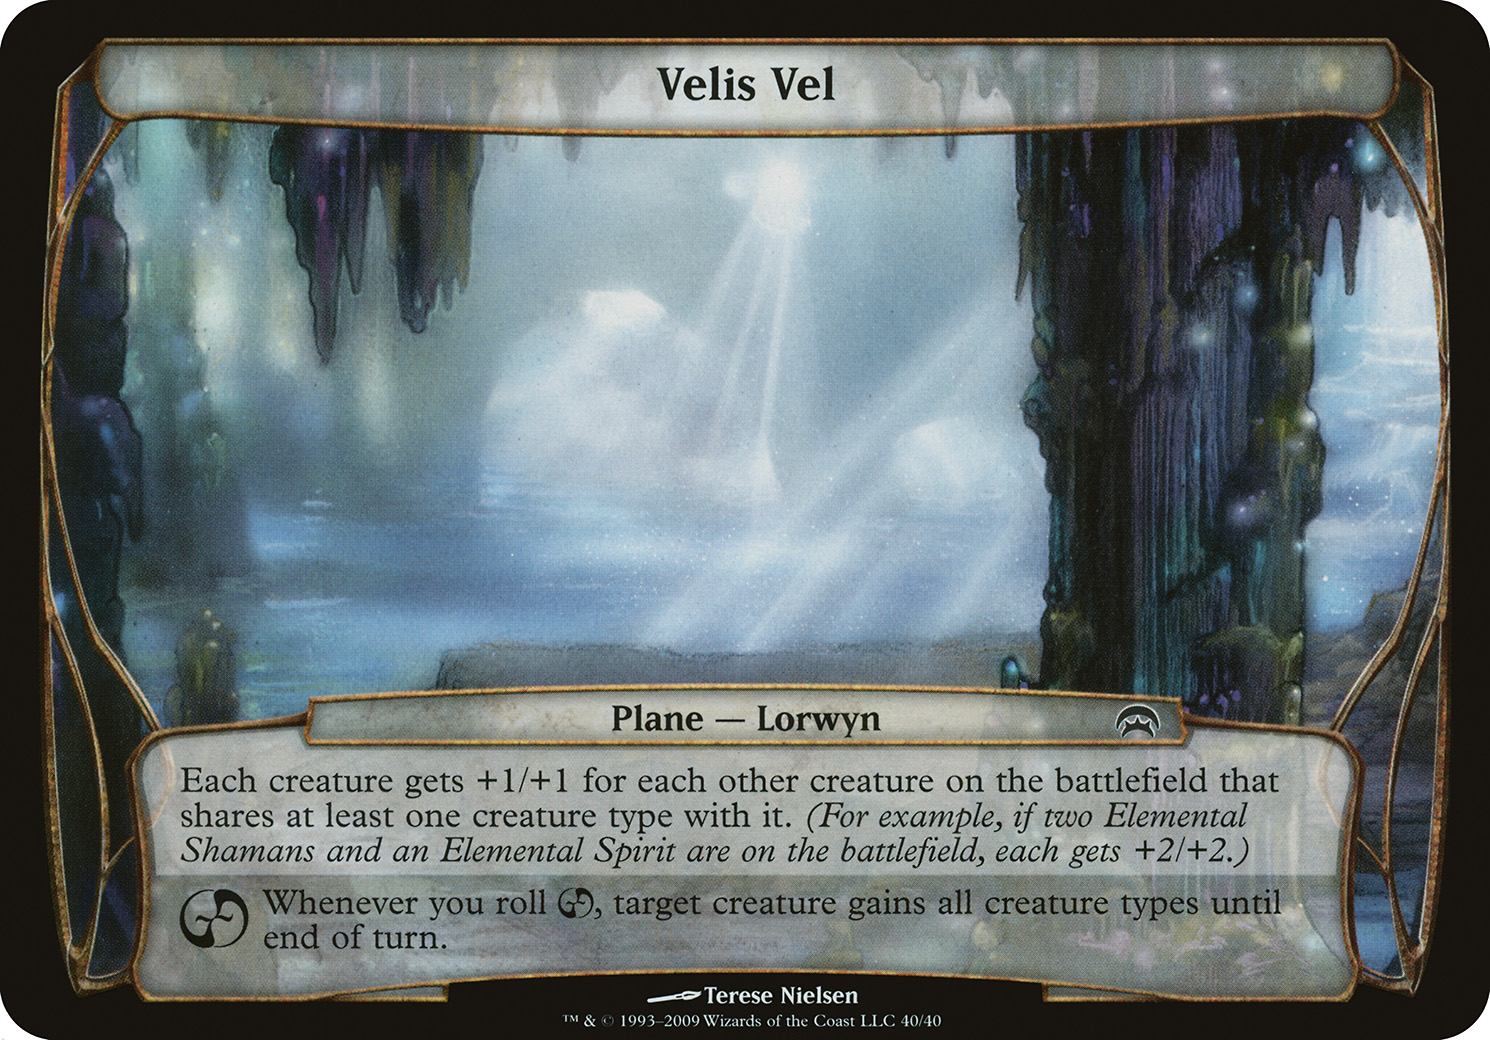 Velis Vel
Plane — Lorwyn
Each creature gets +1/+1 for each other creature on the battlefield that
shares at least one creature type with it. (For example, if two Elemental
Shamans and an Elemental Spirit are on the battlefield, each gets +2/+2.)
Whenever you roll , target creature gains all creature types until
end of turn.
Terese Nielsen
™ & © 1993–2009 Wizards of the Coast LLC 40/40